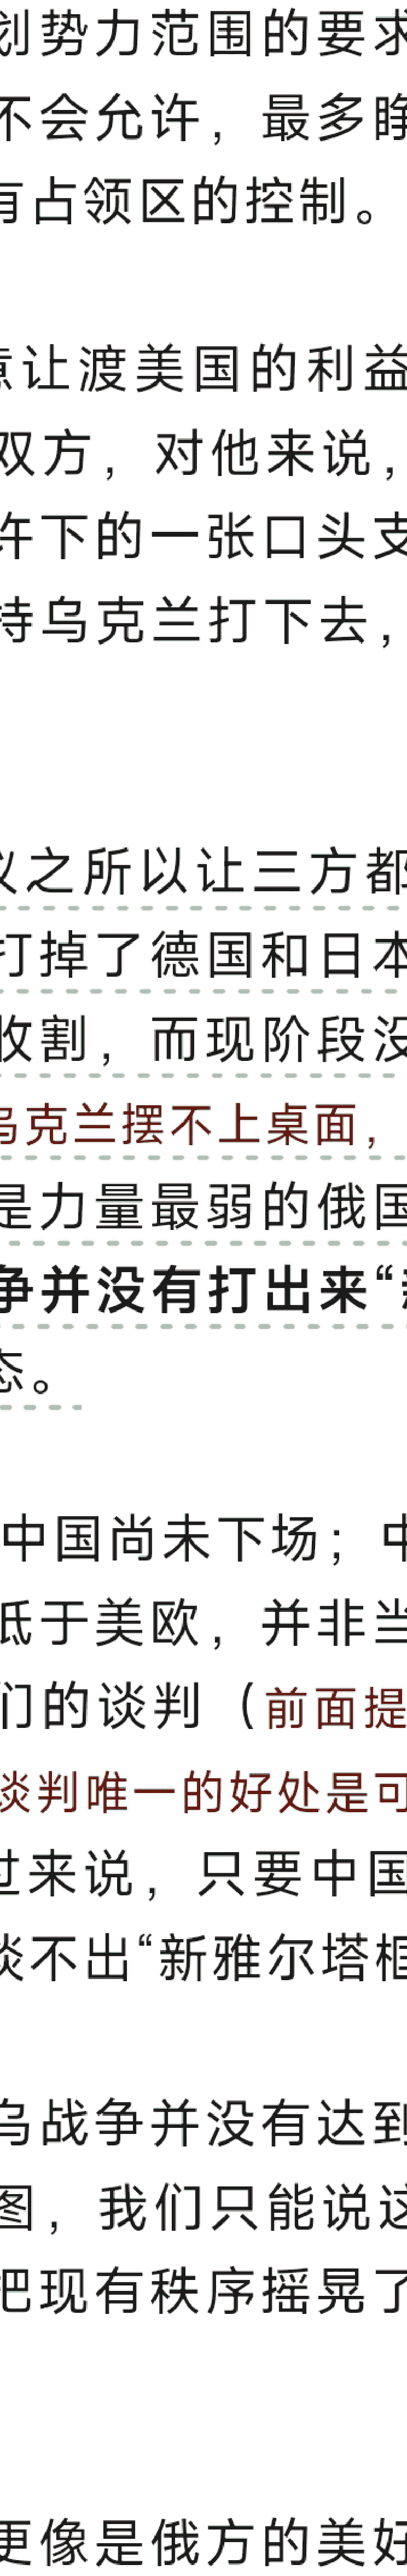 划势力范围的要求
不会允许，最多睁
有占领区的控制。
意让渡美国的利益
双方，对他来说，
许下的一张口头支
持乌克兰打下去，
议之所以让三方都
打掉了德国和日本
收割，而现阶段没
乌克兰摆不上桌面，
是力量最弱的俄国
争并没有打出来“新
态。
中国尚未下场；中
低于美欧，并非当
们的谈判（前面提
谈判唯一的好处是可
过来说，只要中国
谈不出“新雅尔塔框
乌战争并没有达到
图，我们只能说这
把现有秩序摇晃了
更像是俄方的美好